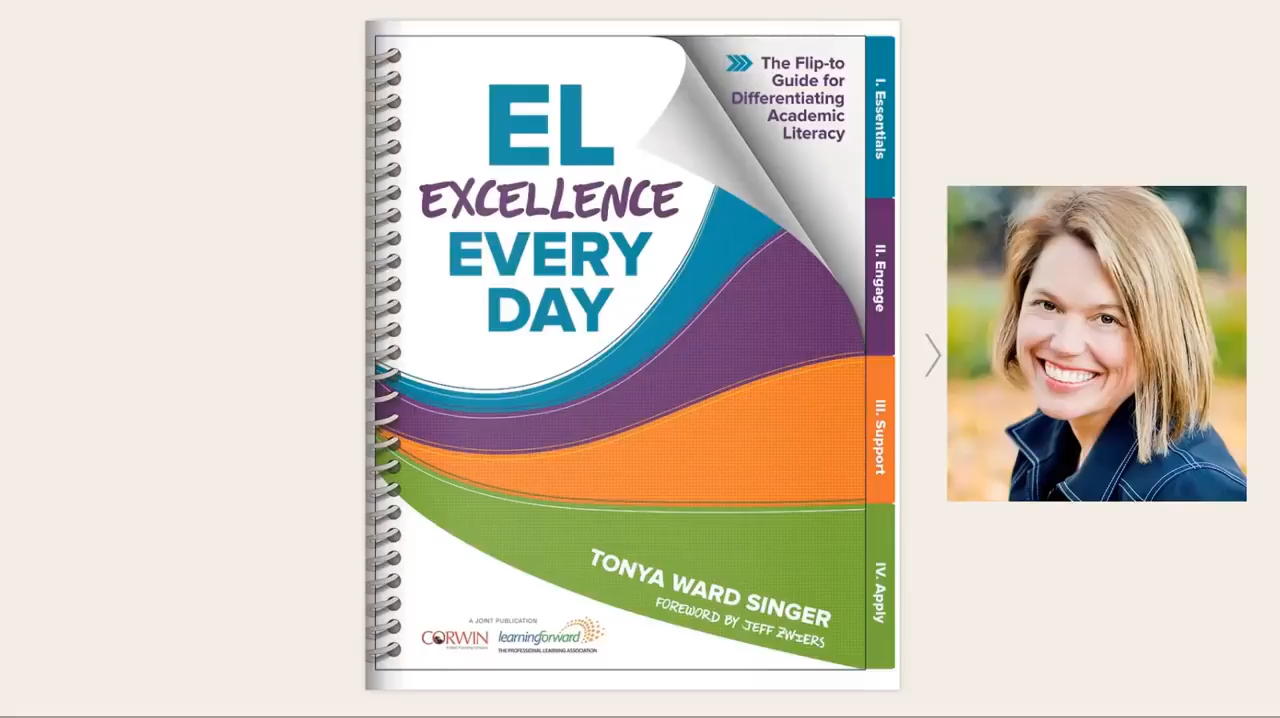 EL
EXCELLENCE
EVERY
DAY
The Flip-to
Guide for
Differentiating
Academic
Literacy
I. Essentials
II. Engage
III. Support
IV. Apply
TONYA WARD SINGER
FOREWORD BY JEFF ZWIERS
A JOINT PUBLICATION
CORWIN
learningforward
THE PROFESSIONAL LEARNING ASSOCIATION